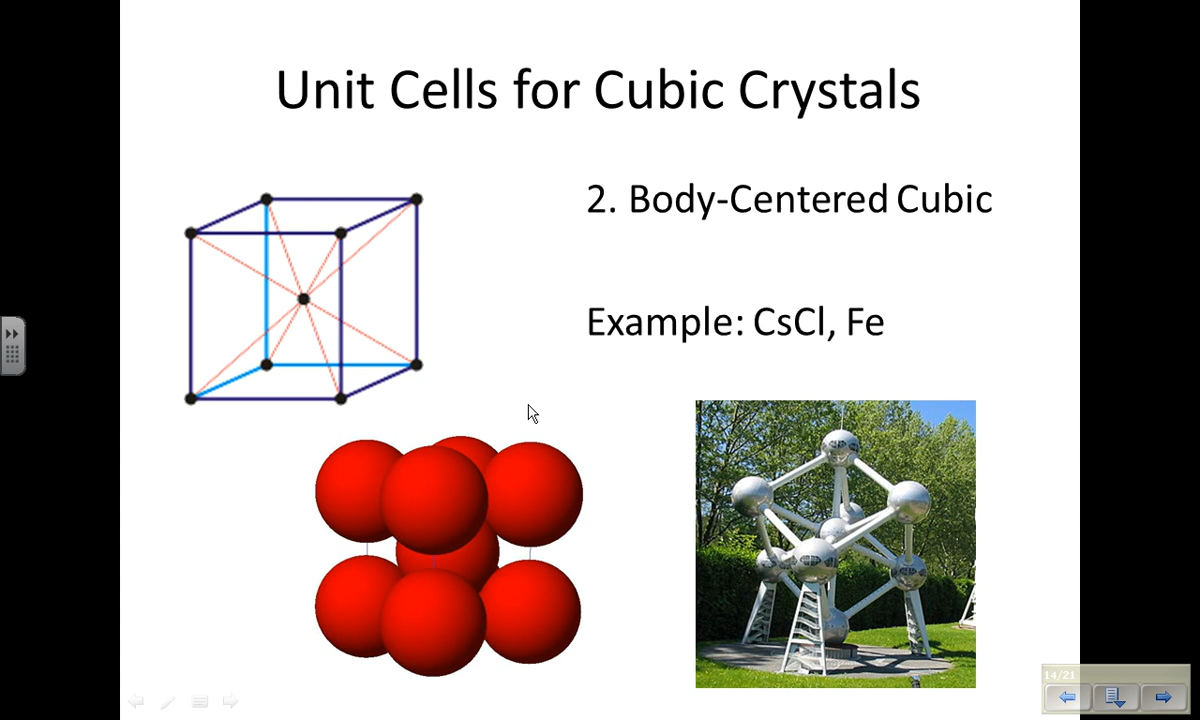 Unit Cells for Cubic Crystals
2. Body-Centered Cubic
Example: CsCl, Fe
14/21